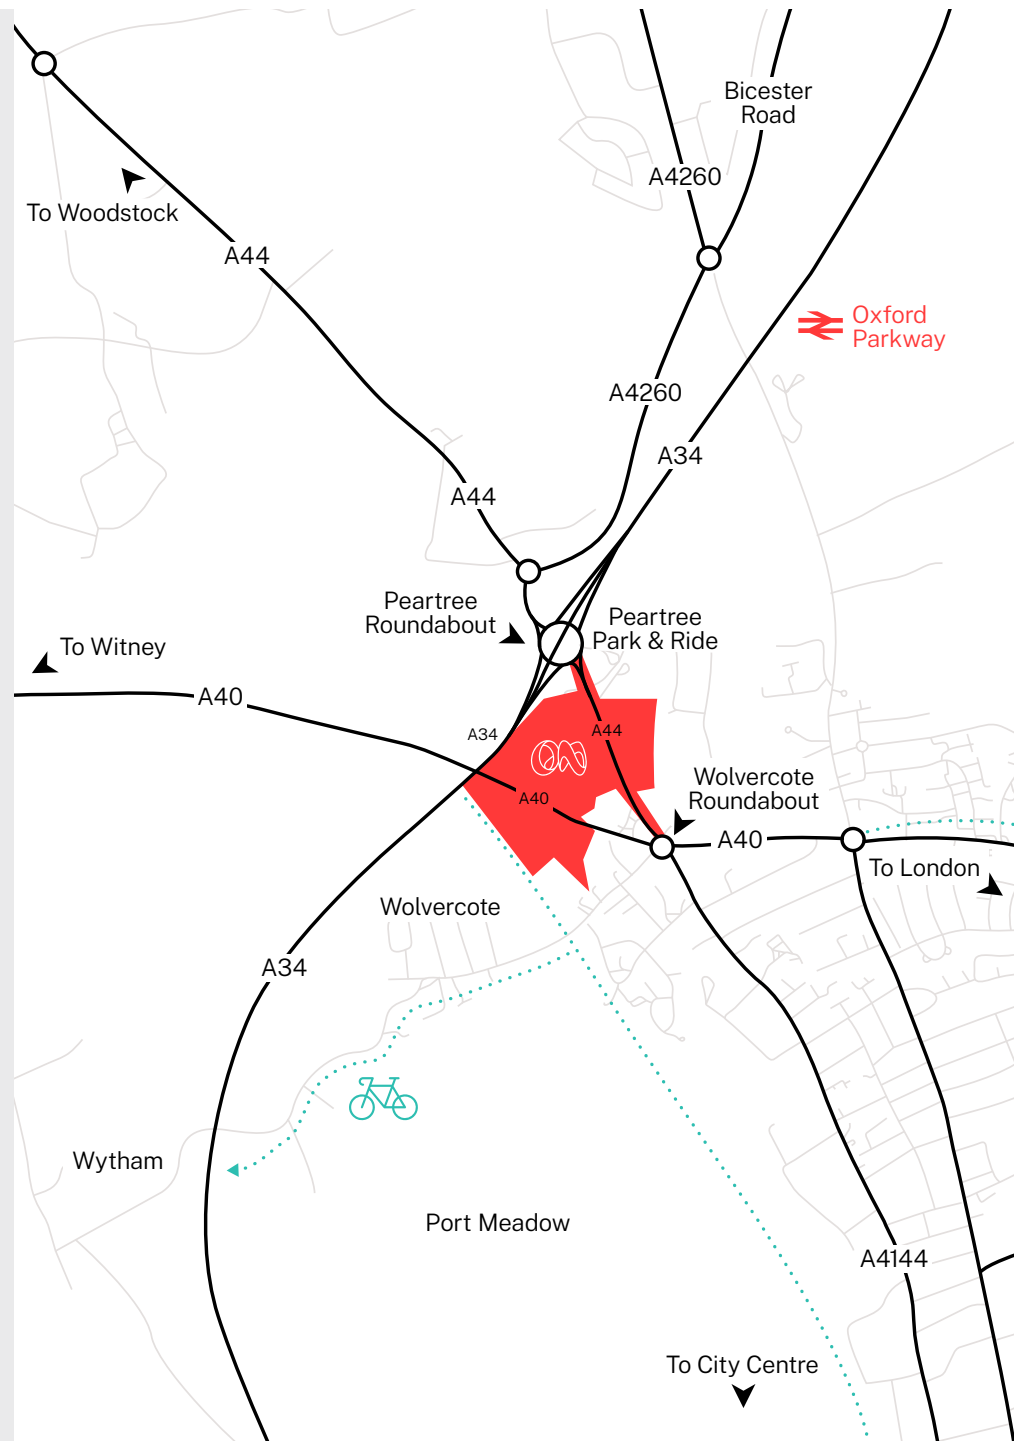 Bicester
Road
A4260
To Woodstock
A44
Oxford
Parkway
A4260
A34
A44
Peartree
Roundabout
Peartree
Park & Ride
To Witney
A40
A34
A44
Wolvercote
Roundabout
A40
A40
To London
Wolvercote
A34
Wytham
Port Meadow
A4144
To City Centre